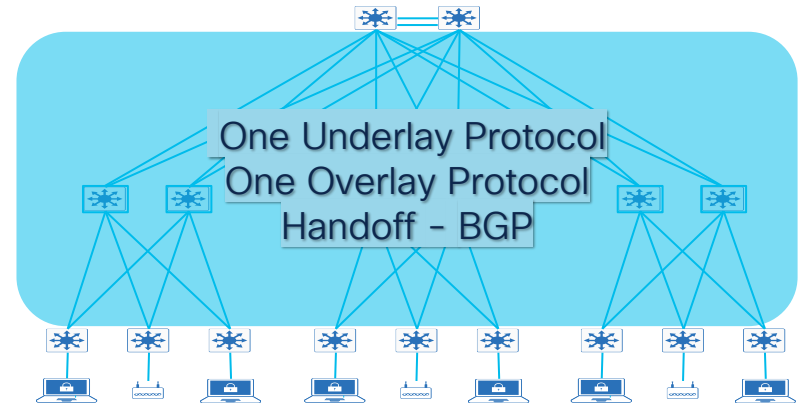 One Underlay Protocol
One Overlay Protocol
Handoff - BGP